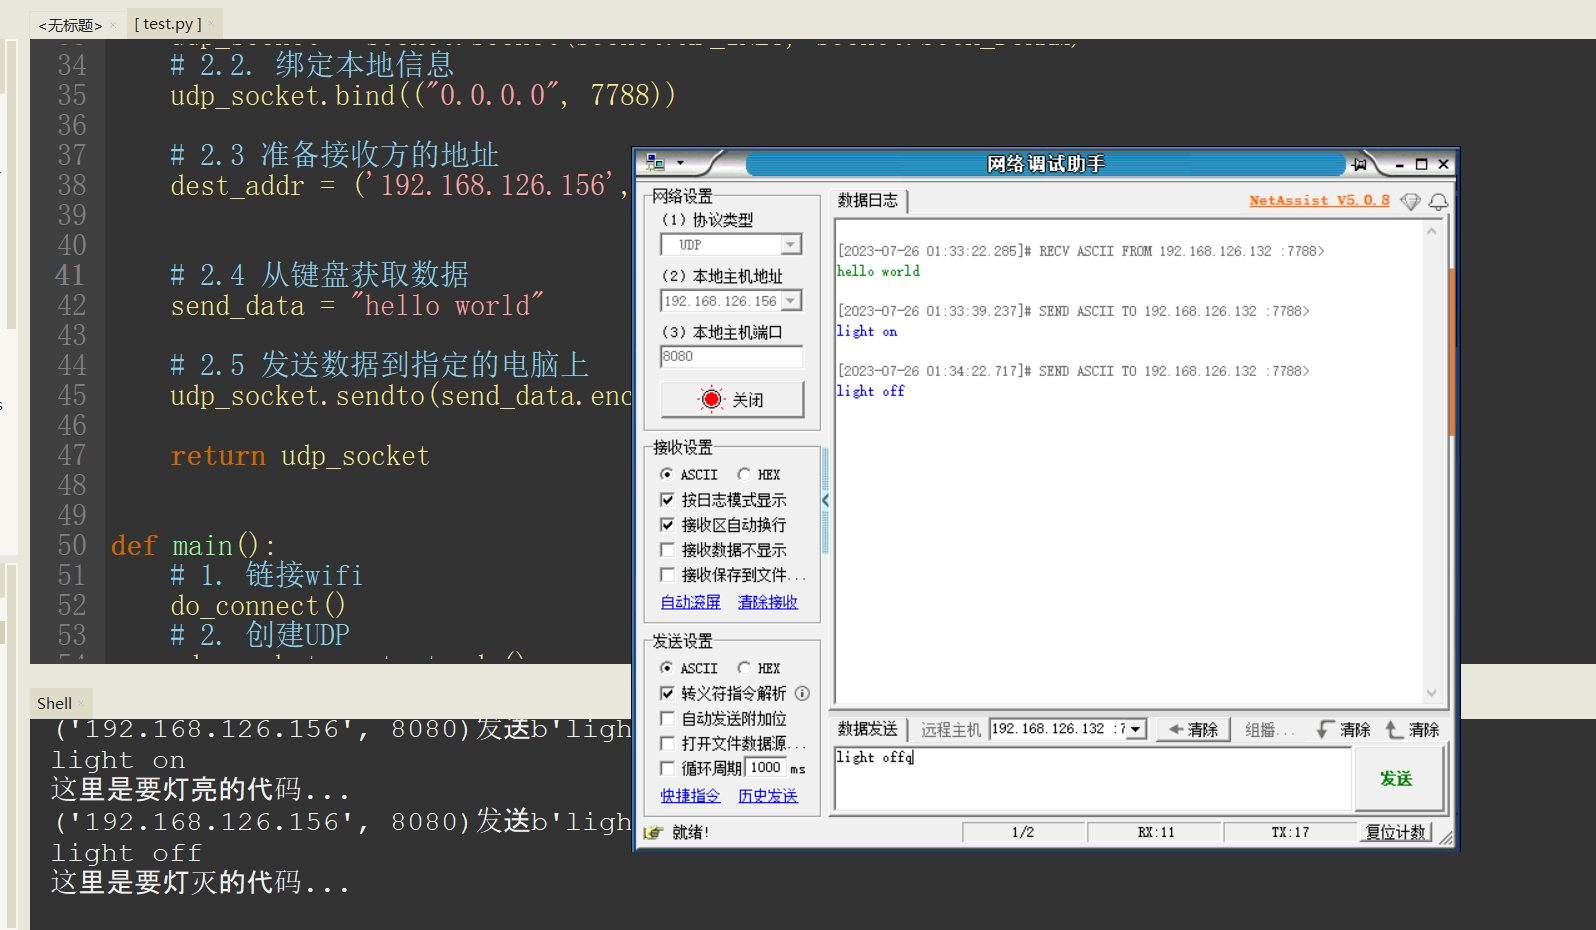 <无标题>
[ test.py ]
34 # 2.2. 绑定本地信息
35 udp_socket.bind(("0.0.0.0", 7788))
36
37 # 2.3 准备接收方的地址
38 dest_addr = ('192.168.126.156',
39
40
41 # 2.4 从键盘获取数据
42 send_data = "hello world"
43
44 # 2.5 发送数据到指定的电脑上
45 udp_socket.sendto(send_data.enc
46
47 return udp_socket
48
49
50 def main():
51 # 1. 链接wifi
52 do_connect()
53 # 2. 创建UDP
Shell
('192.168.126.156', 8080)发送b'ligh
light on
这里是要灯亮的代码...
('192.168.126.156', 8080)发送b'ligh
light off
这里是要灯灭的代码...
网络调试助手
网络设置
(1) 协议类型
UDP
(2) 本地主机地址
192.168.126.156
(3) 本地主机端口
8080
关闭
接收设置
ASCII HEX
按日志模式显示
接收区自动换行
接收数据不显示
接收保存到文件...
自动滚屏 清除接收
发送设置
ASCII HEX
转义符指令解析
自动发送附加位
打开文件数据源...
循环周期 1000 ms
快捷指令 历史发送
数据日志
NetAssist V5.0.8
[2023-07-26 01:33:22.285]# RECV ASCII FROM 192.168.126.132 :7788>
hello world
[2023-07-26 01:33:39.237]# SEND ASCII TO 192.168.126.132 :7788>
light on
[2023-07-26 01:34:22.717]# SEND ASCII TO 192.168.126.132 :7788>
light off
数据发送 远程主机 192.168.126.132 :7 清除 组播... 清除 清除
light offq
发送
就绪! 1/2 RX:11 TX:17 复位计数